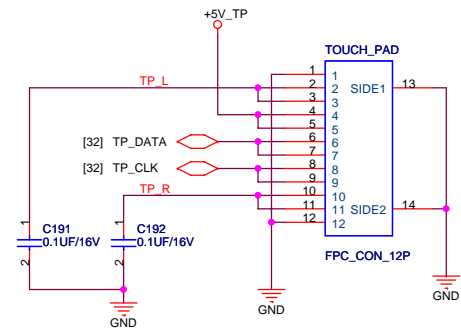 +5V_TP
TOUCH_PAD
TP_L
1 1
2 2 SIDE1 13
3 3
4 4
5 5
[32] TP_DATA 6 6
7 7
[32] TP_CLK 8 8
9 9
TP_R 10 10
11 11 SIDE2 14
12 12
1 C191 0.1UF/16V 2
1 C192 0.1UF/16V 2
FPC_CON_12P
GND
GND
GND